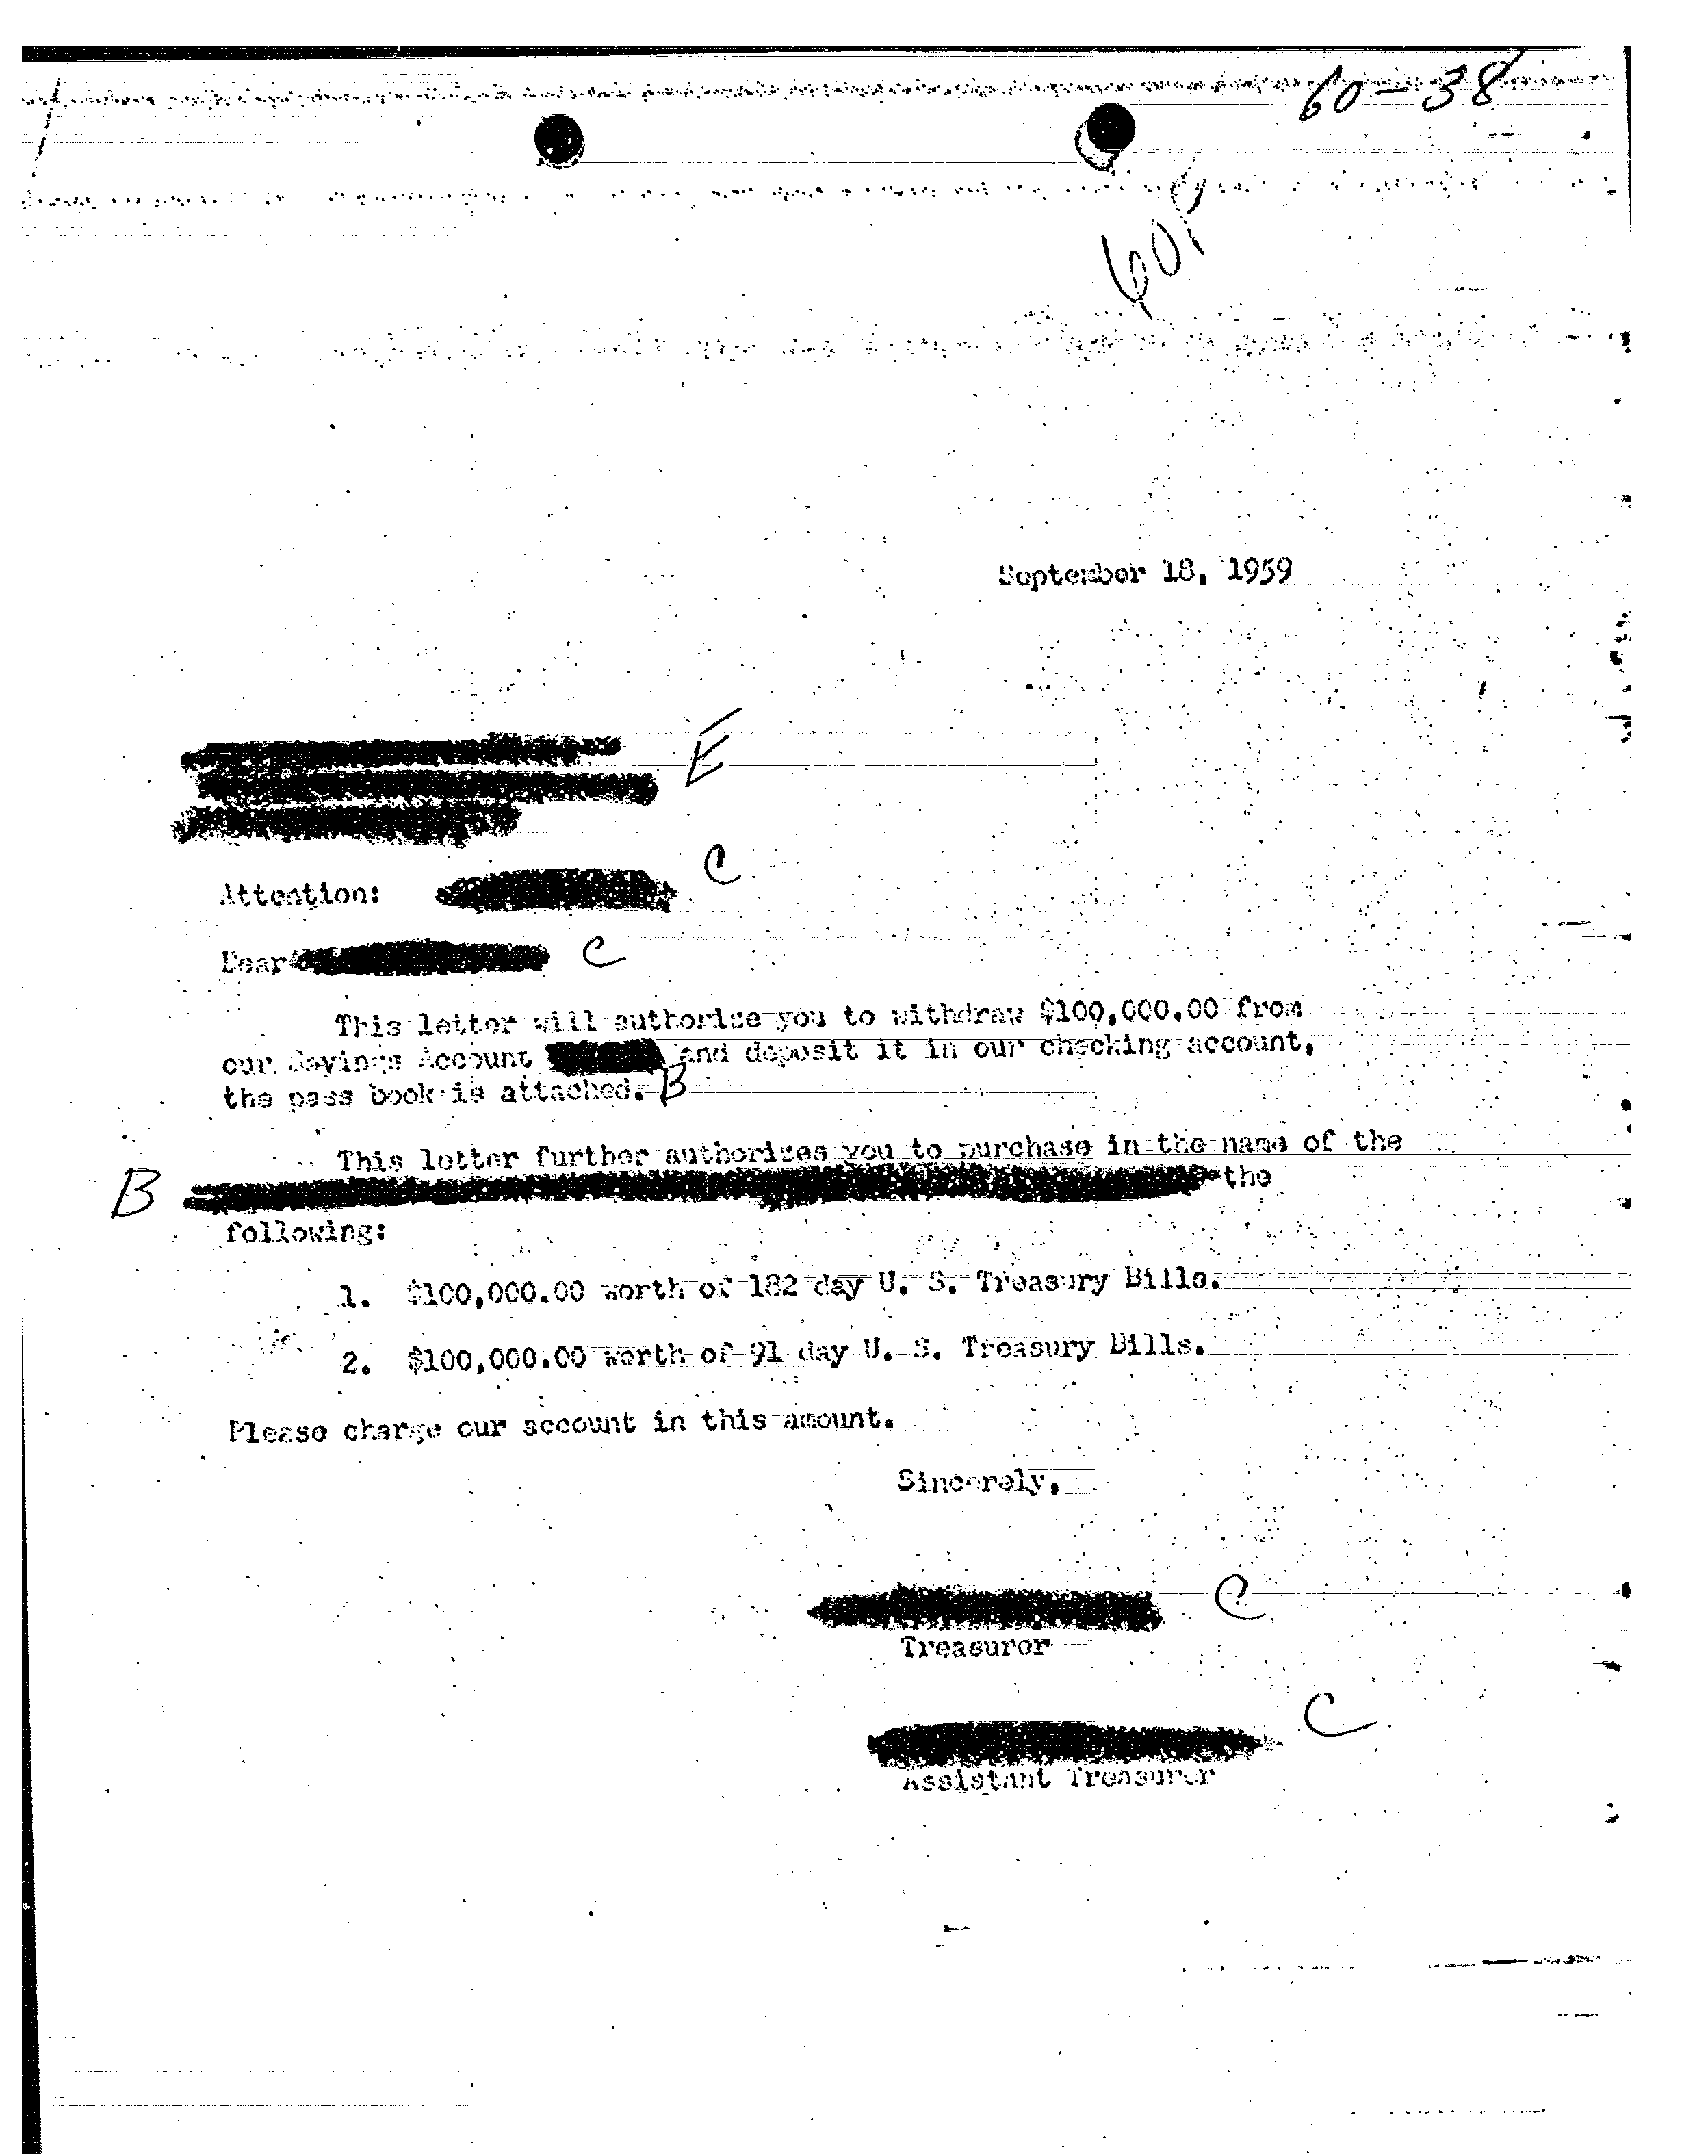 60-38
September 18, 1959
E
C
Attention:
Dear C
This letter will authorize you to withdraw $100,000.00 from
our Savings Account and deposit it in our checking account,
the pass book is attached. B
This letter further authorizes you to purchase in the name of the
B the
following:
1. $100,000.00 worth of 182 day U. S. Treasury Bills.
2. $100,000.00 worth of 91 day U. S. Treasury Bills.
Please charge our account in this amount.
Sincerely,
C
Treasurer
C
Assistant Treasurer